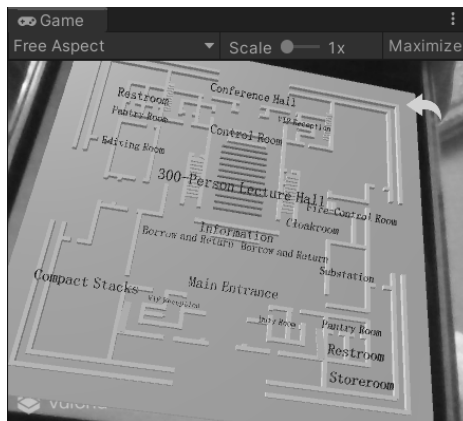 Game
Free Aspect
Scale 1x
Maximize
Conference Hall
Restroom
VIP Reception
Pantry Room
Control Room
Editing Room
300-Person Lecture Hall
Fire Control Room
Cloakroom
Information
Borrow and Return Borrow and Return
Substation
Compact Stacks
Main Entrance
VIP Reception
Duty Room
Pantry Room
Restroom
Storeroom